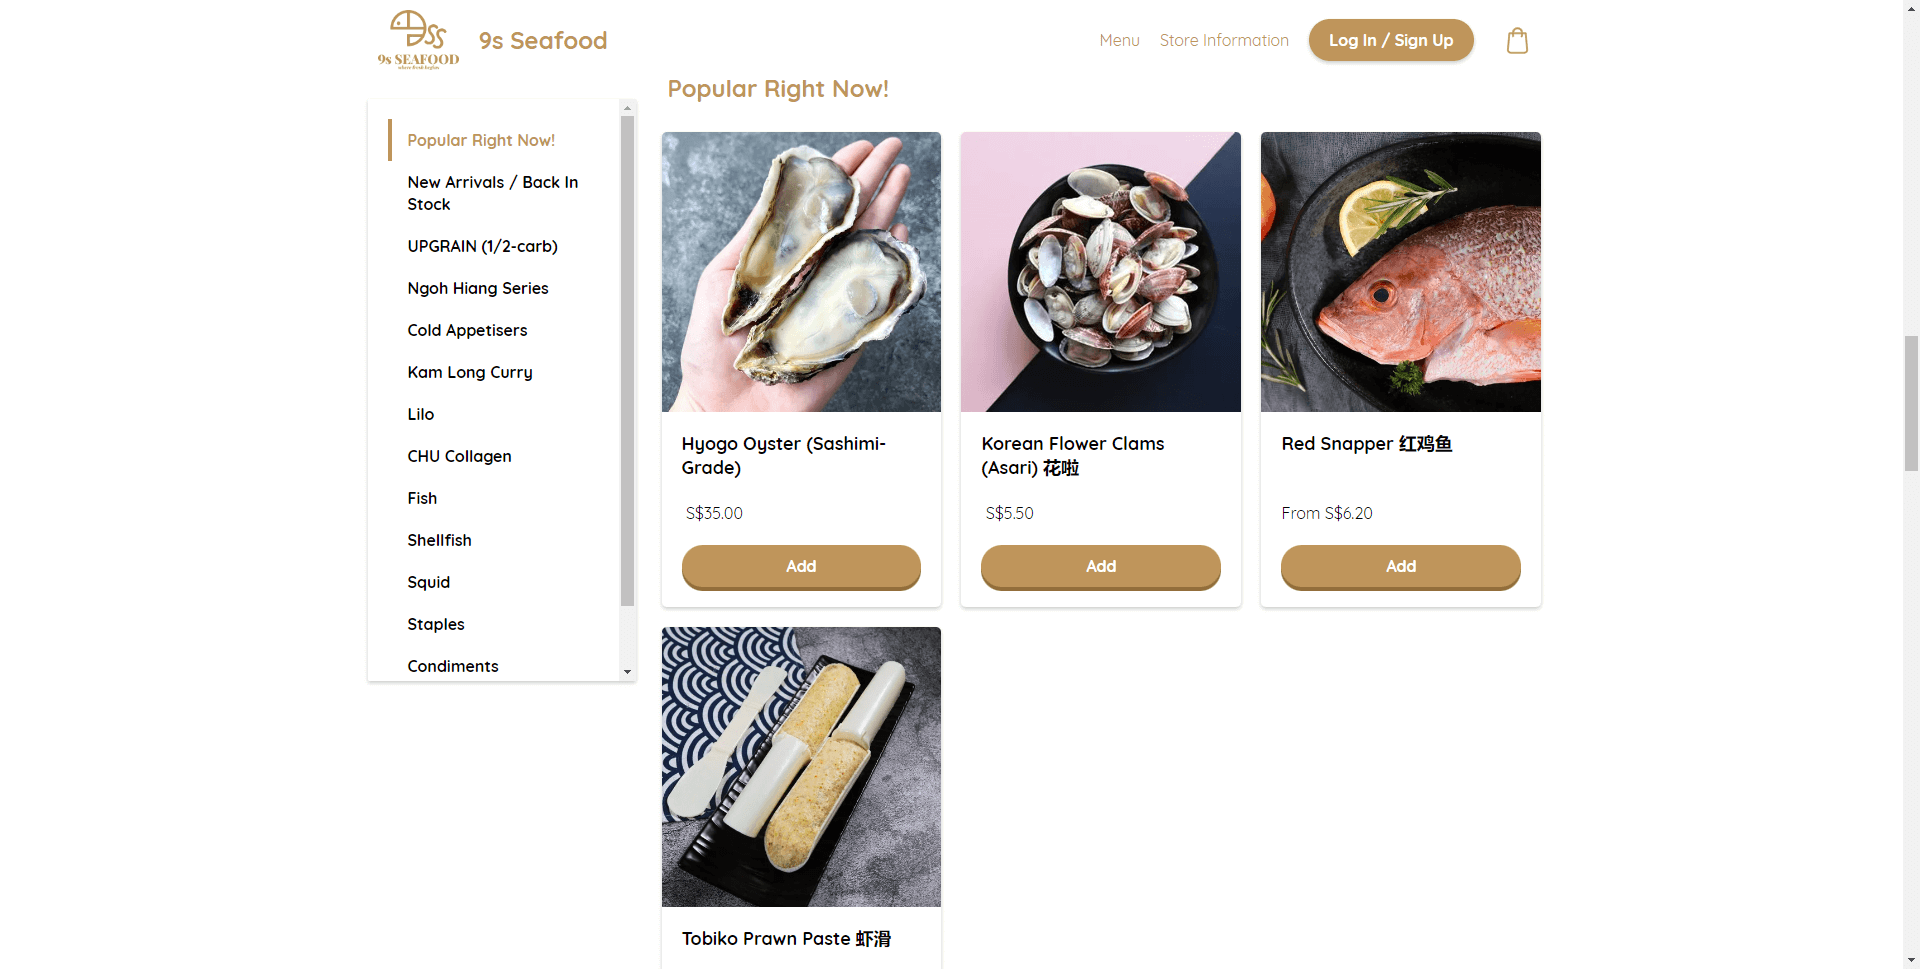 9s SEAFOOD
where fresh begins
9s Seafood
Menu
Store Information
Log In / Sign Up
Popular Right Now!
New Arrivals / Back In
Stock
UPGRAIN (1/2-carb)
Ngoh Hiang Series
Cold Appetisers
Kam Long Curry
Lilo
CHU Collagen
Fish
Shellfish
Squid
Staples
Condiments
Popular Right Now!
Hyogo Oyster (Sashimi-
Grade)
S$35.00
Add
Korean Flower Clams
(Asari) 花啦
S$5.50
Add
Red Snapper 红鸡鱼
From S$6.20
Add
Tobiko Prawn Paste 虾滑